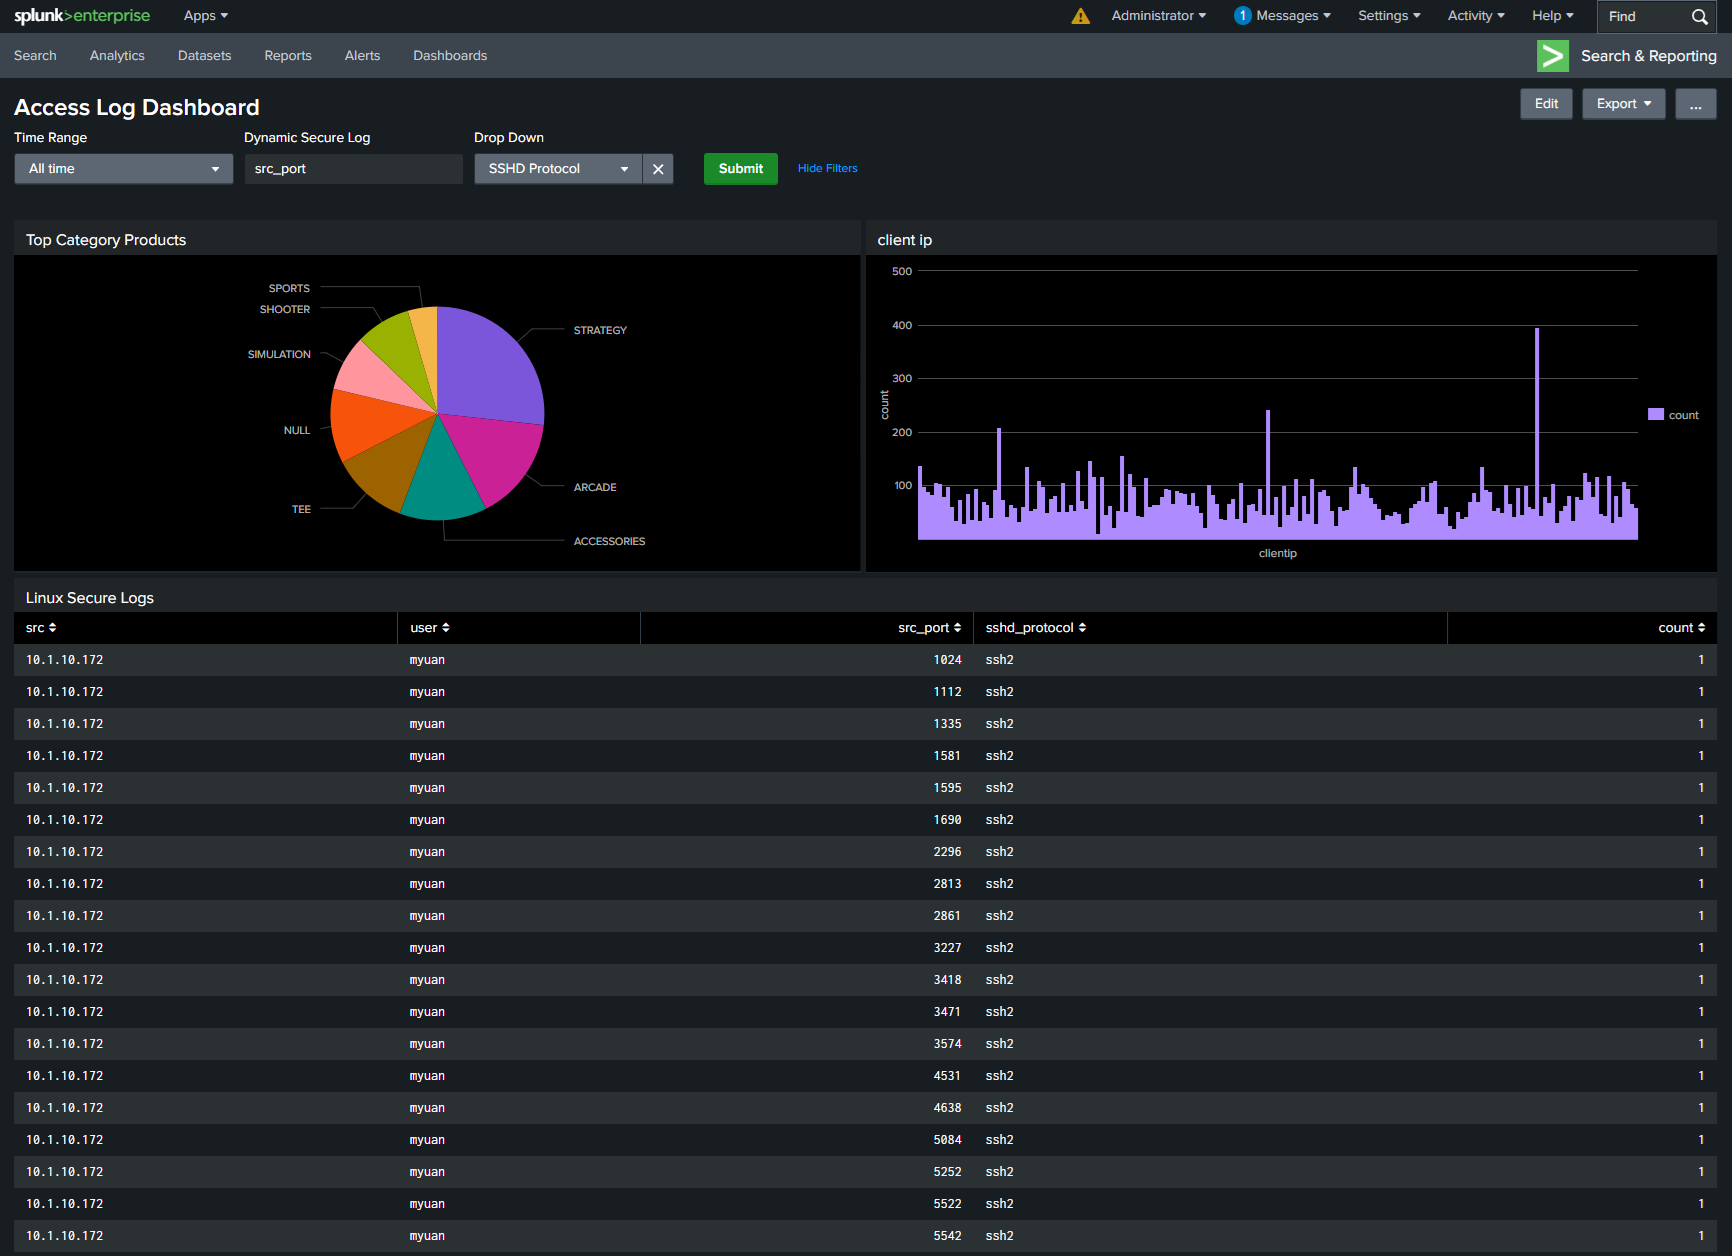 splunk>enterprise Apps Administrator 1 Messages Settings Activity Help Find
Search Analytics Datasets Reports Alerts Dashboards > Search & Reporting
Access Log Dashboard Edit Export ...
Time Range Dynamic Secure Log Drop Down
All time src_port SSHD Protocol Submit Hide Filters
Top Category Products
SPORTS
SHOOTER
STRATEGY
SIMULATION
NULL
ARCADE
TEE
ACCESSORIES
client ip
500
400
300
200
100
count
clientip
count
Linux Secure Logs
src user src_port sshd_protocol count
10.1.10.172 myuan 1024 ssh2 1
10.1.10.172 myuan 1112 ssh2 1
10.1.10.172 myuan 1335 ssh2 1
10.1.10.172 myuan 1581 ssh2 1
10.1.10.172 myuan 1595 ssh2 1
10.1.10.172 myuan 1690 ssh2 1
10.1.10.172 myuan 2296 ssh2 1
10.1.10.172 myuan 2813 ssh2 1
10.1.10.172 myuan 2861 ssh2 1
10.1.10.172 myuan 3227 ssh2 1
10.1.10.172 myuan 3418 ssh2 1
10.1.10.172 myuan 3471 ssh2 1
10.1.10.172 myuan 3574 ssh2 1
10.1.10.172 myuan 4531 ssh2 1
10.1.10.172 myuan 4638 ssh2 1
10.1.10.172 myuan 5084 ssh2 1
10.1.10.172 myuan 5252 ssh2 1
10.1.10.172 myuan 5522 ssh2 1
10.1.10.172 myuan 5542 ssh2 1